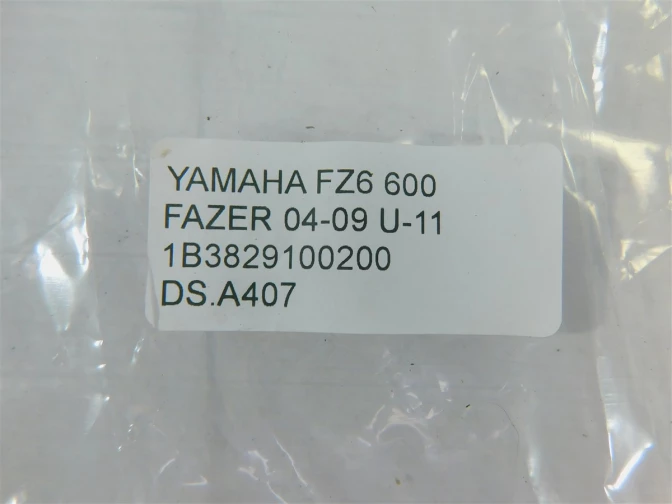 YAMAHA FZ6 600
FAZER 04-09 U-11
1B3829100200
DS.A407